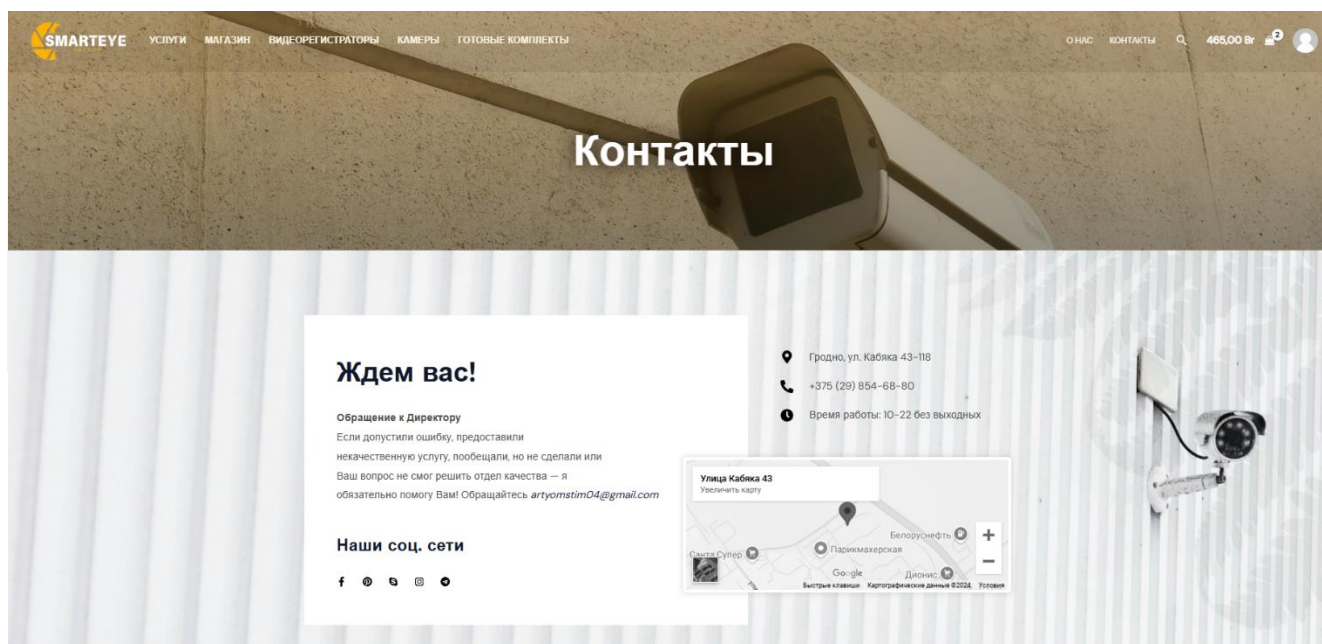 SMARTEYE
УСЛУГИ
МАГАЗИН
ВИДЕОРЕГИСТРАТОРЫ
КАМЕРЫ
ГОТОВЫЕ КОМПЛЕКТЫ
О НАС
КОНТАКТЫ
465,00 Br
2
Контакты
Ждем вас!
Обращение к Директору
Если допустили ошибку, предоставили
некачественную услугу, пообещали, но не сделали или
Ваш вопрос не смог решить отдел качества — я
обязательно помогу Вам! Обращайтесь artyomstim04@gmail.com
Наши соц. сети
Гродно, ул. Кабяка 43-118
+375 (29) 854-68-80
Время работы: 10-22 без выходных
Улица Кабяка 43
Увеличить карту
Белоруснефть
Парикмахерская
Санта Супер
Google
Дионис
Быстрые клавиши
Картографические данные ©2024
Условия